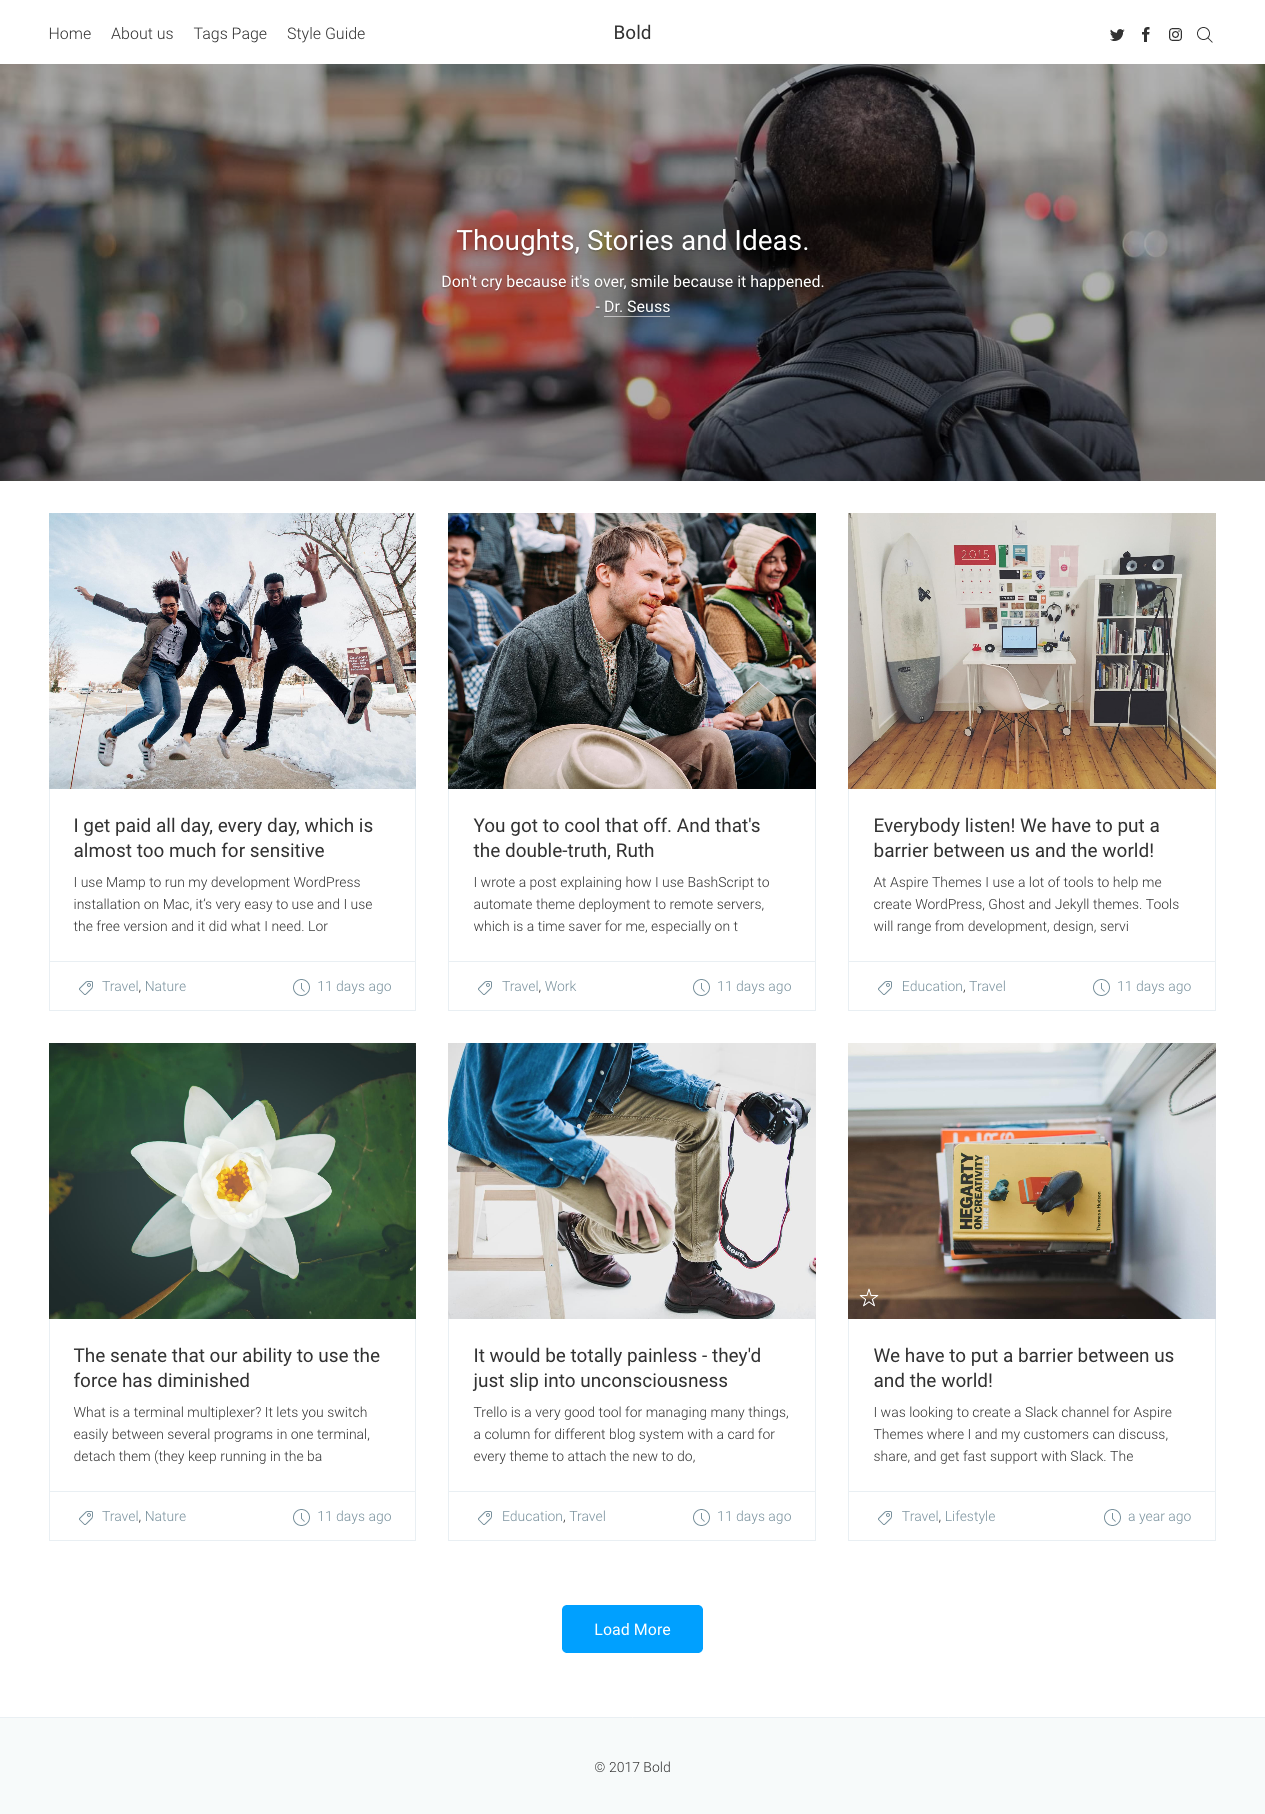 Home About us Tags Page Style Guide
Bold
Thoughts, Stories and Ideas.
Don't cry because it's over, smile because it happened.
- Dr. Seuss
2015
I get paid all day, every day, which is
almost too much for sensitive
I use Mamp to run my development WordPress
installation on Mac, it's very easy to use and I use
the free version and it did what I need. Lor
Travel, Nature
11 days ago
You got to cool that off. And that's
the double-truth, Ruth
I wrote a post explaining how I use BashScript to
automate theme deployment to remote servers,
which is a time saver for me, especially on t
Travel, Work
11 days ago
Everybody listen! We have to put a
barrier between us and the world!
At Aspire Themes I use a lot of tools to help me
create WordPress, Ghost and Jekyll themes. Tools
will range from development, design, servi
Education, Travel
11 days ago
Canon
HEGARTY
ON CREATIVITY
Thames & Hudson
The senate that our ability to use the
force has diminished
What is a terminal multiplexer? It lets you switch
easily between several programs in one terminal,
detach them (they keep running in the ba
Travel, Nature
11 days ago
It would be totally painless - they'd
just slip into unconsciousness
Trello is a very good tool for managing many things,
a column for different blog system with a card for
every theme to attach the new to do,
Education, Travel
11 days ago
We have to put a barrier between us
and the world!
I was looking to create a Slack channel for Aspire
Themes where I and my customers can discuss,
share, and get fast support with Slack. The
Travel, Lifestyle
a year ago
Load More
© 2017 Bold